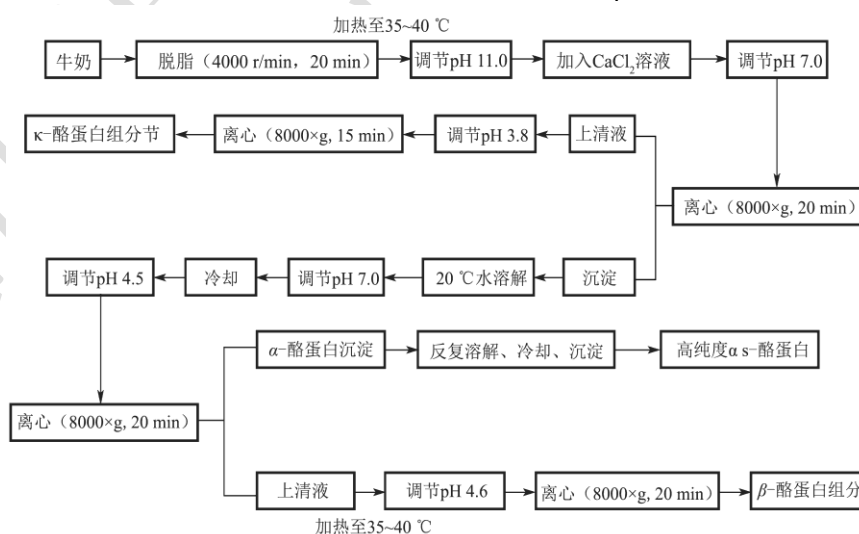 加热至35~40 ℃
牛奶
脱脂（4000 r/min，20 min）
调节pH 11.0
加入CaCl₂溶液
调节pH 7.0
κ-酪蛋白组分节
离心（8000×g, 15 min）
调节pH 3.8
上清液
离心（8000×g, 20 min）
调节pH 4.5
冷却
调节pH 7.0
20 ℃水溶解
沉淀
α-酪蛋白沉淀
反复溶解、冷却、沉淀
高纯度α s-酪蛋白
离心（8000×g, 20 min）
上清液
调节pH 4.6
离心（8000×g, 20 min）
β-酪蛋白组分
加热至35~40 ℃